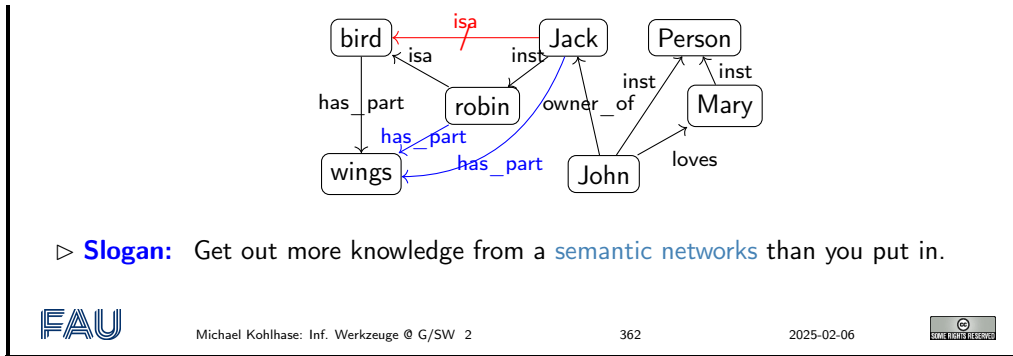 isa
bird Jack Person
isa inst inst inst
has_part robin owner_of Mary
has_part
wings has_part John loves
▷ Slogan: Get out more knowledge from a semantic networks than you put in.
FAU Michael Kohlhase: Inf. Werkzeuge @ G/SW 2 362 2025-02-06 SOME RIGHTS RESERVED